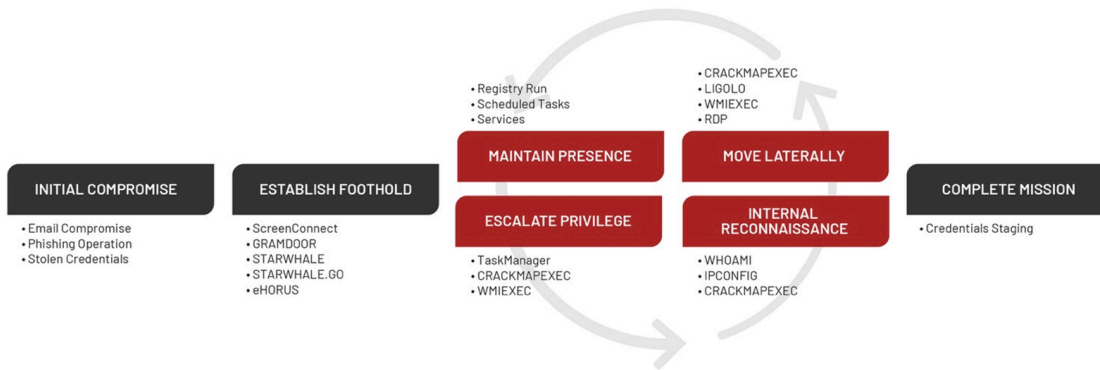 INITIAL COMPROMISE
• Email Compromise
• Phishing Operation
• Stolen Credentials
ESTABLISH FOOTHOLD
• ScreenConnect
• GRAMDOOR
• STARWHALE
• STARWHALE.GO
• eHORUS
• Registry Run
• Scheduled Tasks
• Services
MAINTAIN PRESENCE
ESCALATE PRIVILEGE
• TaskManager
• CRACKMAPEXEC
• WMIEXEC
• CRACKMAPEXEC
• LIGOLO
• WMIEXEC
• RDP
MOVE LATERALLY
INTERNAL
RECONNAISSANCE
• WHOAMI
• IPCONFIG
• CRACKMAPEXEC
COMPLETE MISSION
• Credentials Staging